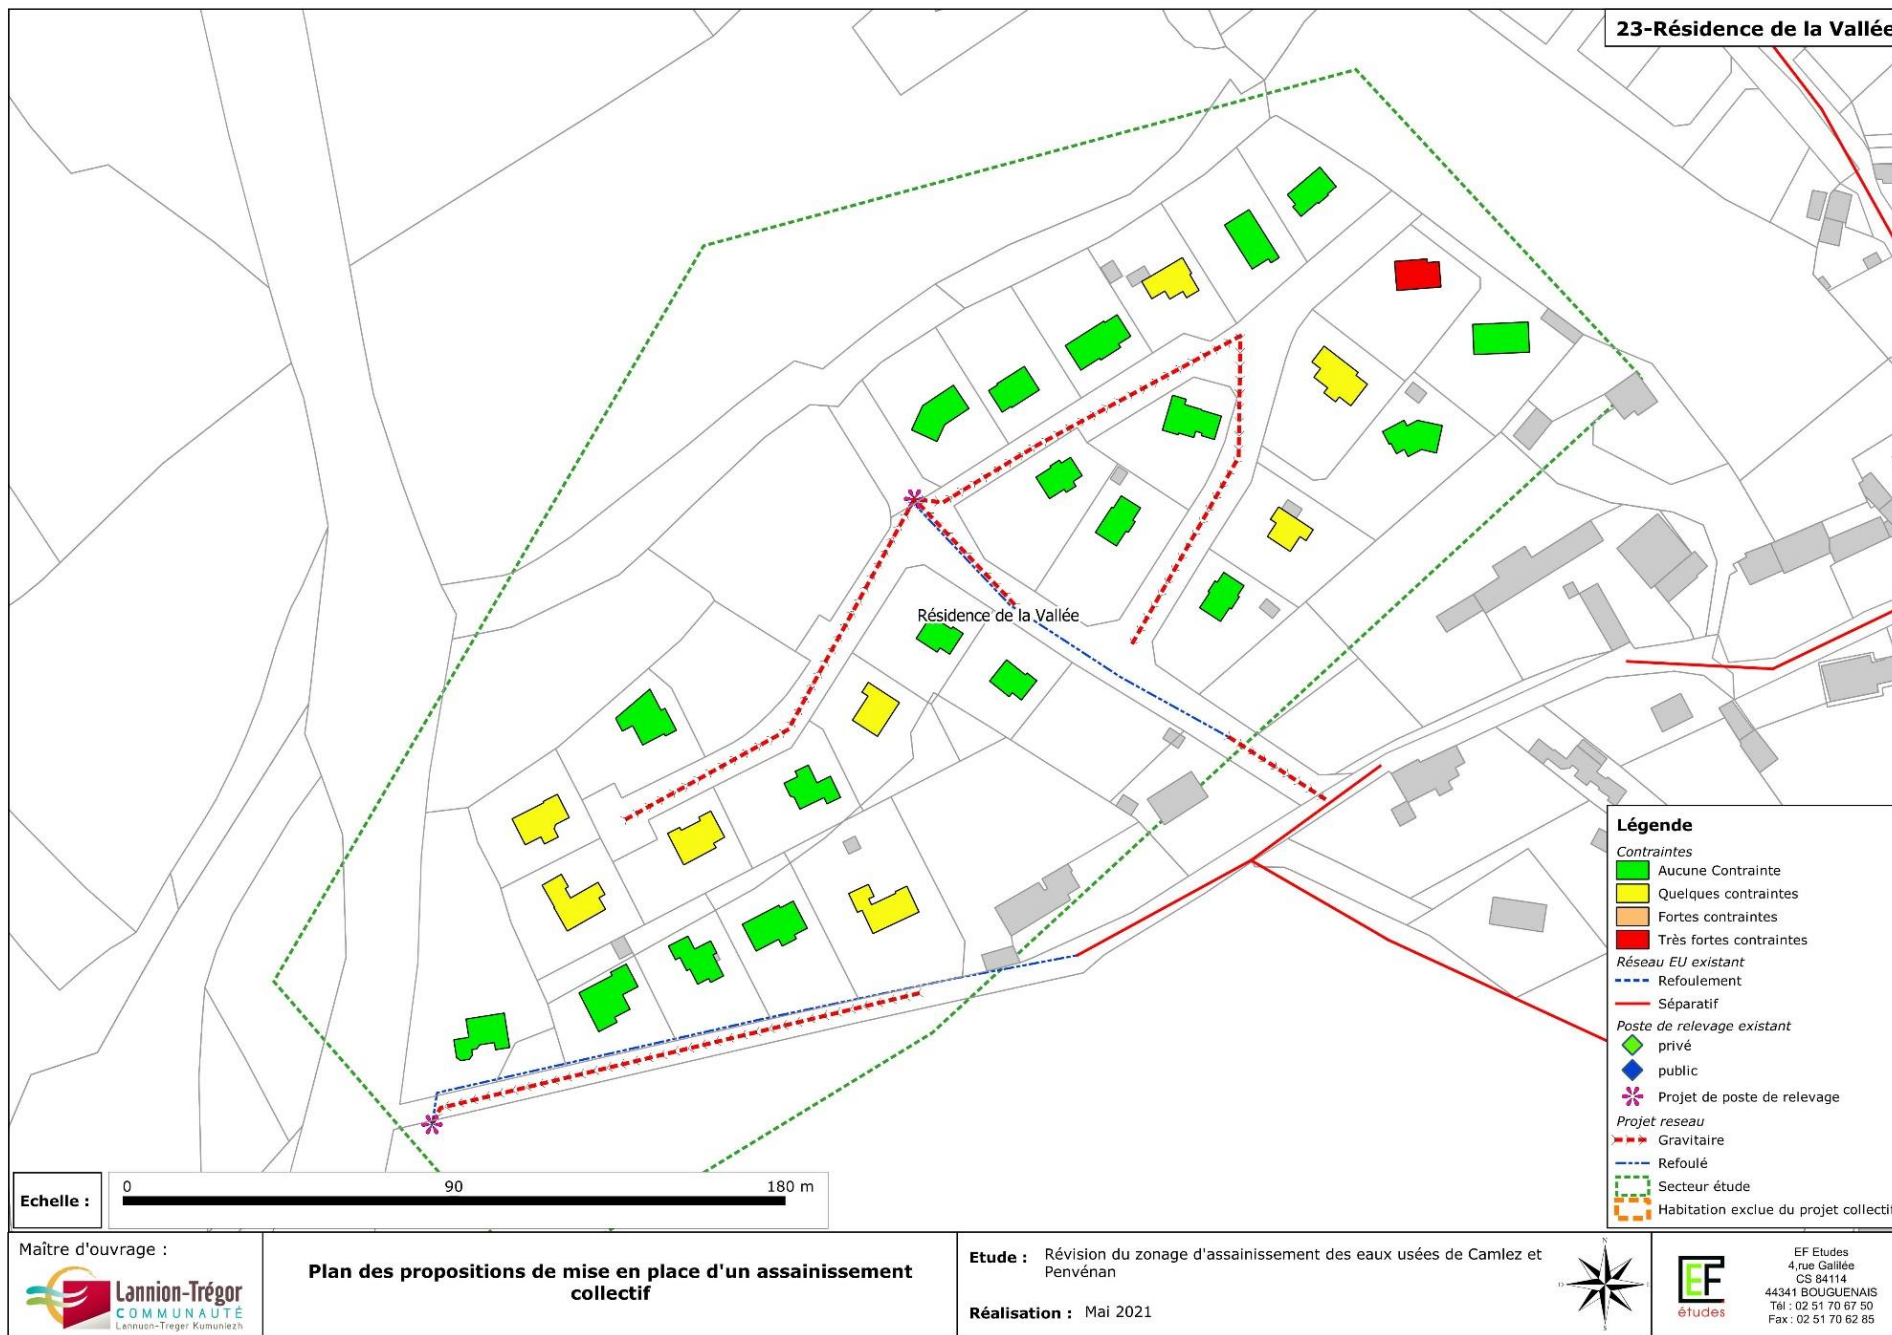 23-Résidence de la Vallée
Résidence de la Vallée
Légende
Contraintes
Aucune Contrainte
Quelques contraintes
Fortes contraintes
Très fortes contraintes
Réseau EU existant
Refoulement
Séparatif
Poste de relevage existant
privé
public
Projet de poste de relevage
Projet reseau
Gravitaire
Refoulé
Secteur étude
Habitation exclue du projet collectif
Echelle :
0 90 180 m
Maître d'ouvrage :
Lannion-Trégor
COMMUNAUTÉ
Lannuon-Treger Kumuniezh
Plan des propositions de mise en place d'un assainissement
collectif
Etude : Révision du zonage d'assainissement des eaux usées de Camlez et
Penvénan
Réalisation : Mai 2021
N
S
EF
études
EF Etudes
4,rue Galilée
CS 84114
44341 BOUGUENAIS
Tél : 02 51 70 67 50
Fax : 02 51 70 62 85